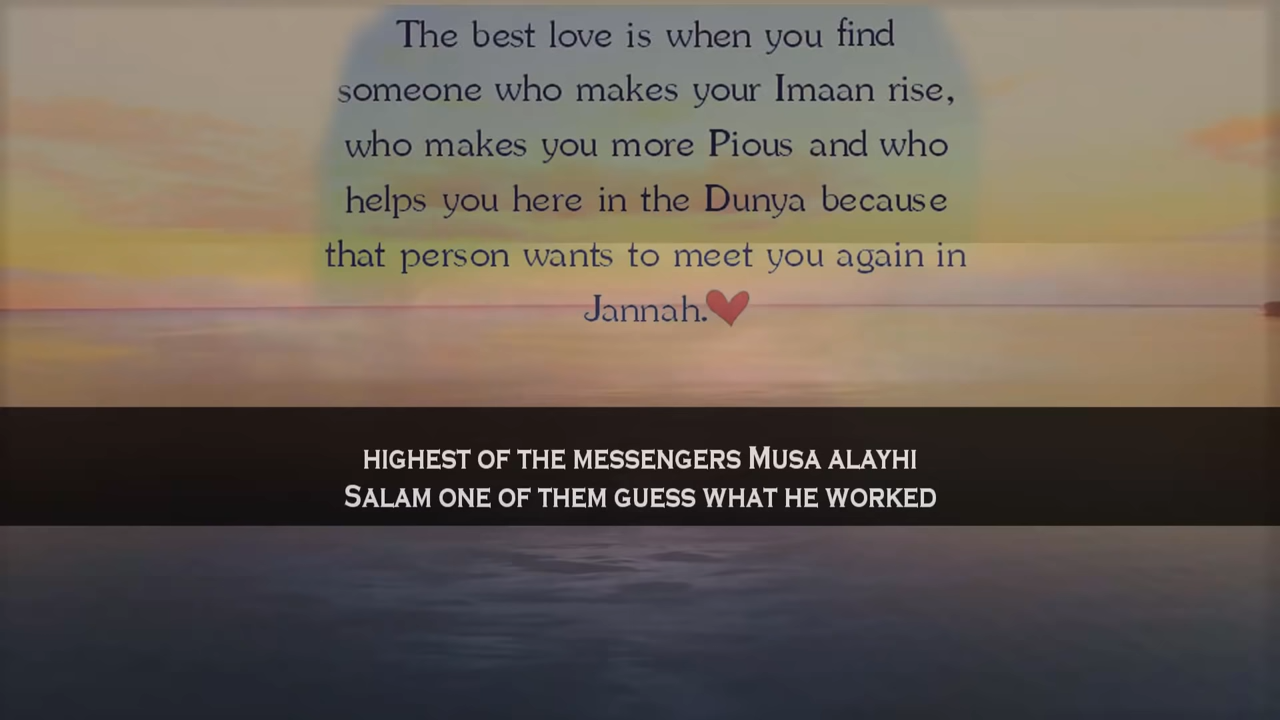 The best love is when you find
someone who makes your Imaan rise,
who makes you more Pious and who
helps you here in the Dunya because
that person wants to meet you again in
Jannah.❤
HIGHEST OF THE MESSENGERS MUSA ALAYHI
SALAM ONE OF THEM GUESS WHAT HE WORKED